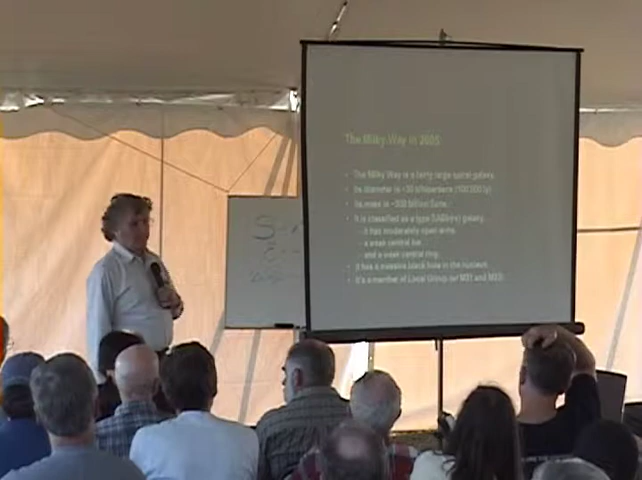 The Milky Way in 2005
The Milky Way is a fairly large spiral galaxy.
Its diameter is ~30 kiloparsecs (100,000 ly)
Its mass is ~300 billion Suns.
It is classified as a type galaxy.
- it has moderately open arms
- a weak central bar
- and a weak central ring.
It has a massive black hole in the nucleus.
It's a member of Local Group (w/ M31 and M33)
S